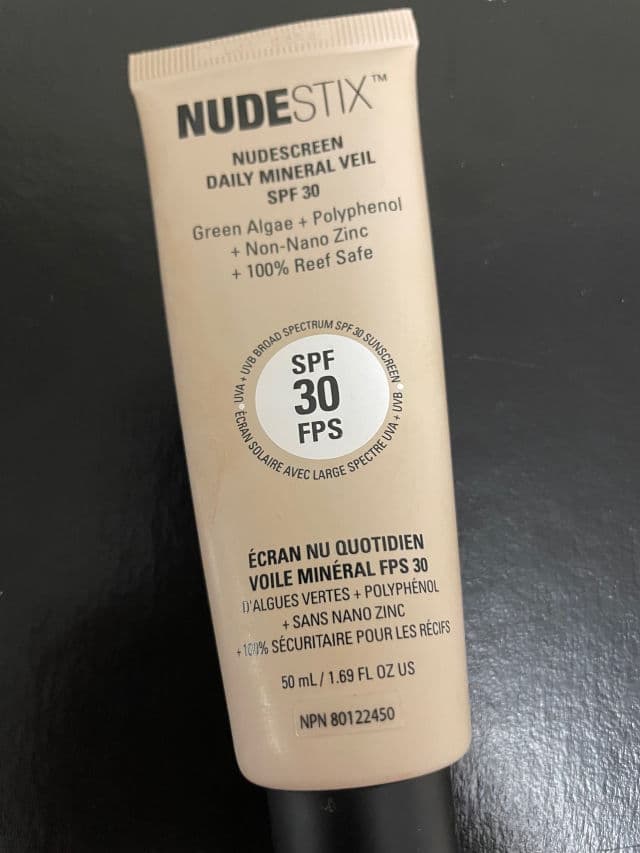 NUDESTIX™
NUDESCREEN
DAILY MINERAL VEIL
SPF 30
Green Algae + Polyphenol
+ Non-Nano Zinc
+ 100% Reef Safe
• UVA + UVB BROAD SPECTRUM SPF 30 SUNSCREEN •
SPF
30
FPS
ÉCRAN SOLAIRE AVEC LARGE SPECTRE UVA + UVB
ÉCRAN NU QUOTIDIEN
VOILE MINÉRAL FPS 30
D'ALGUES VERTES + POLYPHÉNOL
+ SANS NANO ZINC
+ 100% SÉCURITAIRE POUR LES RÉCIFS
50 mL / 1.69 FL OZ US
NPN 80122450